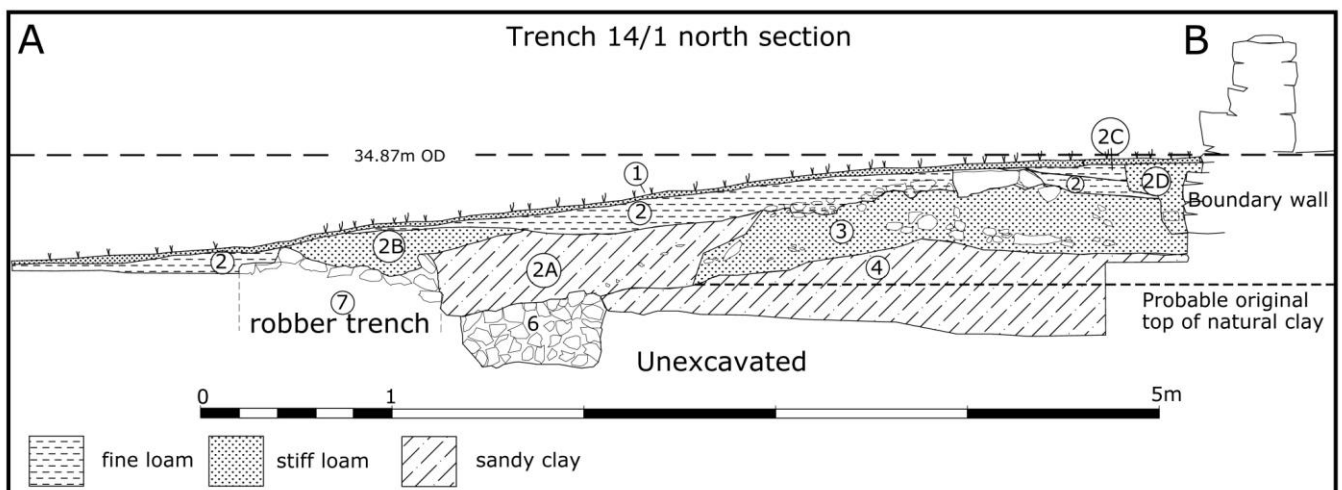 A
Trench 14/1 north section
B
34.87m OD
2C
1
2
2
2D
Boundary wall
2B
3
2
2A
4
7
6
robber trench
Probable original
top of natural clay
Unexcavated
0
1
5m
fine loam
stiff loam
sandy clay